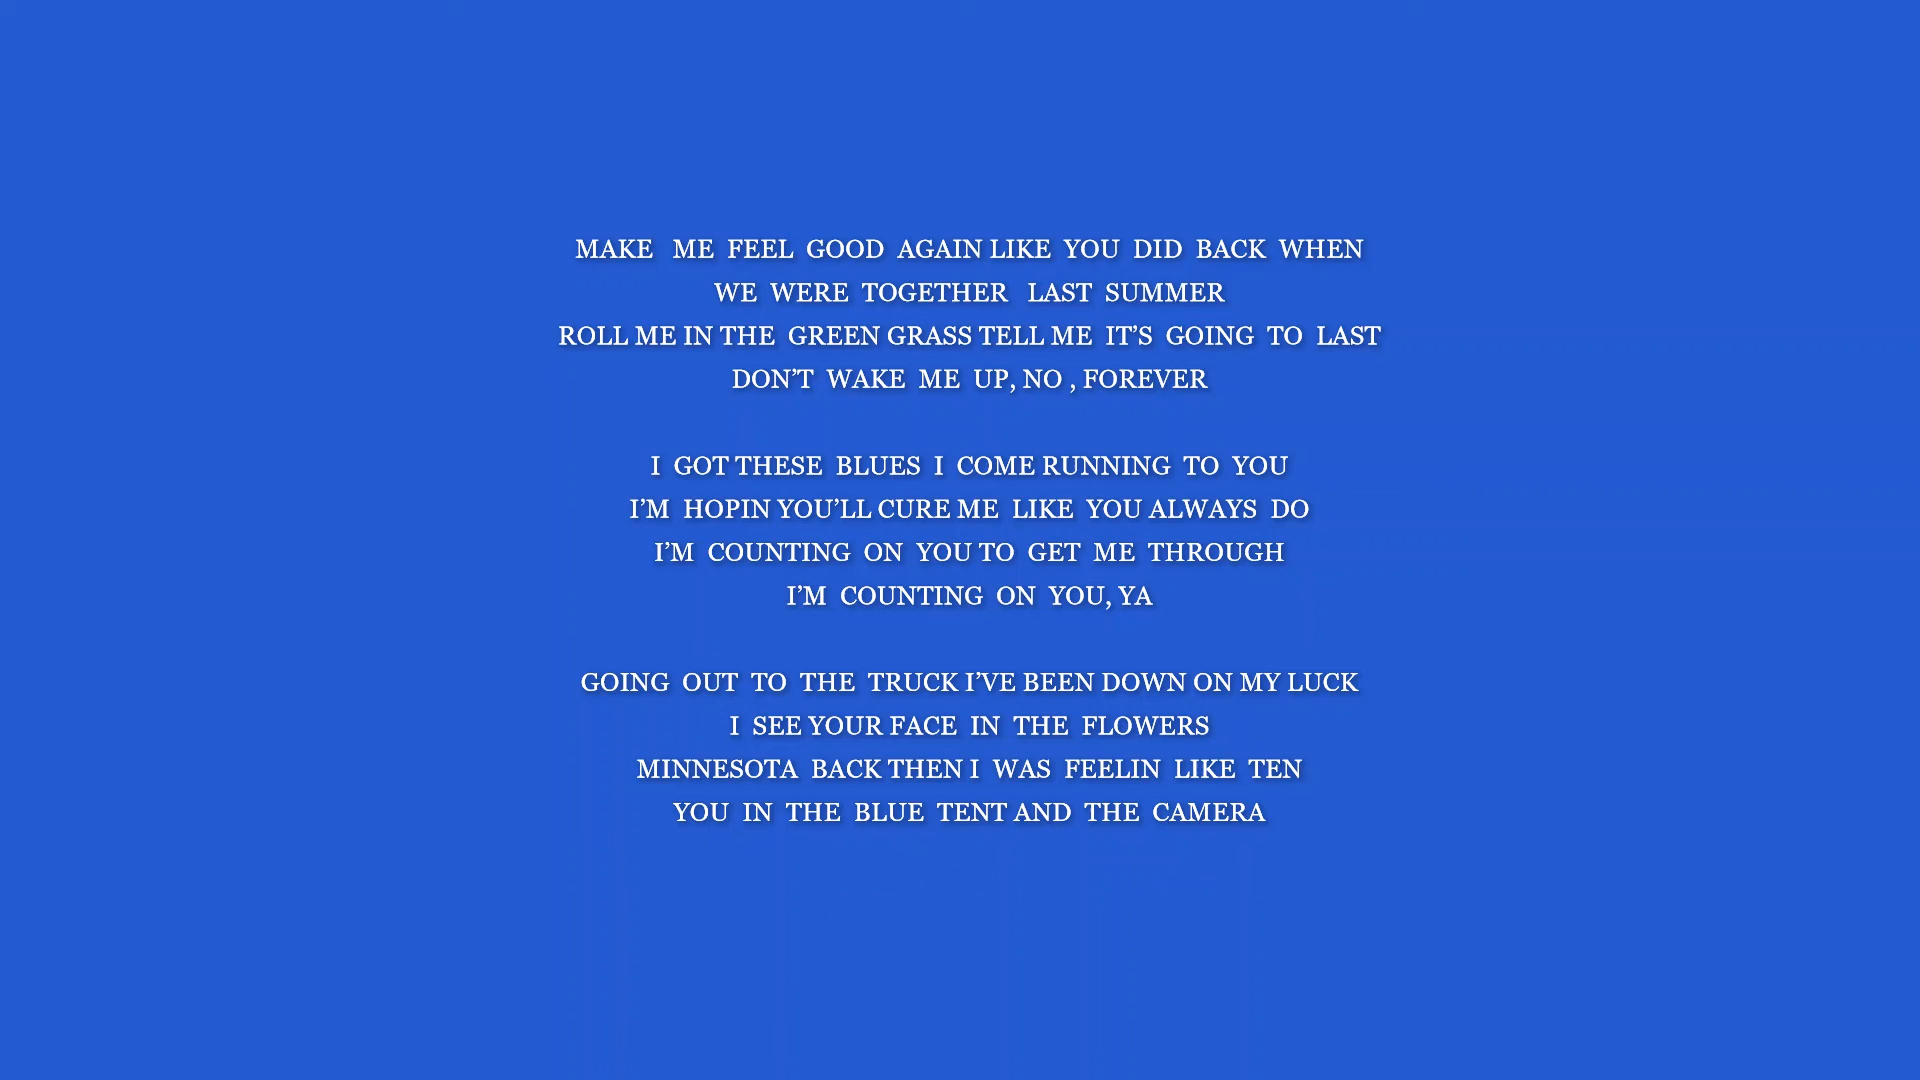 MAKE ME FEEL GOOD AGAIN LIKE YOU DID BACK WHEN
WE WERE TOGETHER LAST SUMMER
ROLL ME IN THE GREEN GRASS TELL ME IT’S GOING TO LAST
DON’T WAKE ME UP, NO , FOREVER
I GOT THESE BLUES I COME RUNNING TO YOU
I’M HOPIN YOU’LL CURE ME LIKE YOU ALWAYS DO
I’M COUNTING ON YOU TO GET ME THROUGH
I’M COUNTING ON YOU, YA
GOING OUT TO THE TRUCK I’VE BEEN DOWN ON MY LUCK
I SEE YOUR FACE IN THE FLOWERS
MINNESOTA BACK THEN I WAS FEELIN LIKE TEN
YOU IN THE BLUE TENT AND THE CAMERA